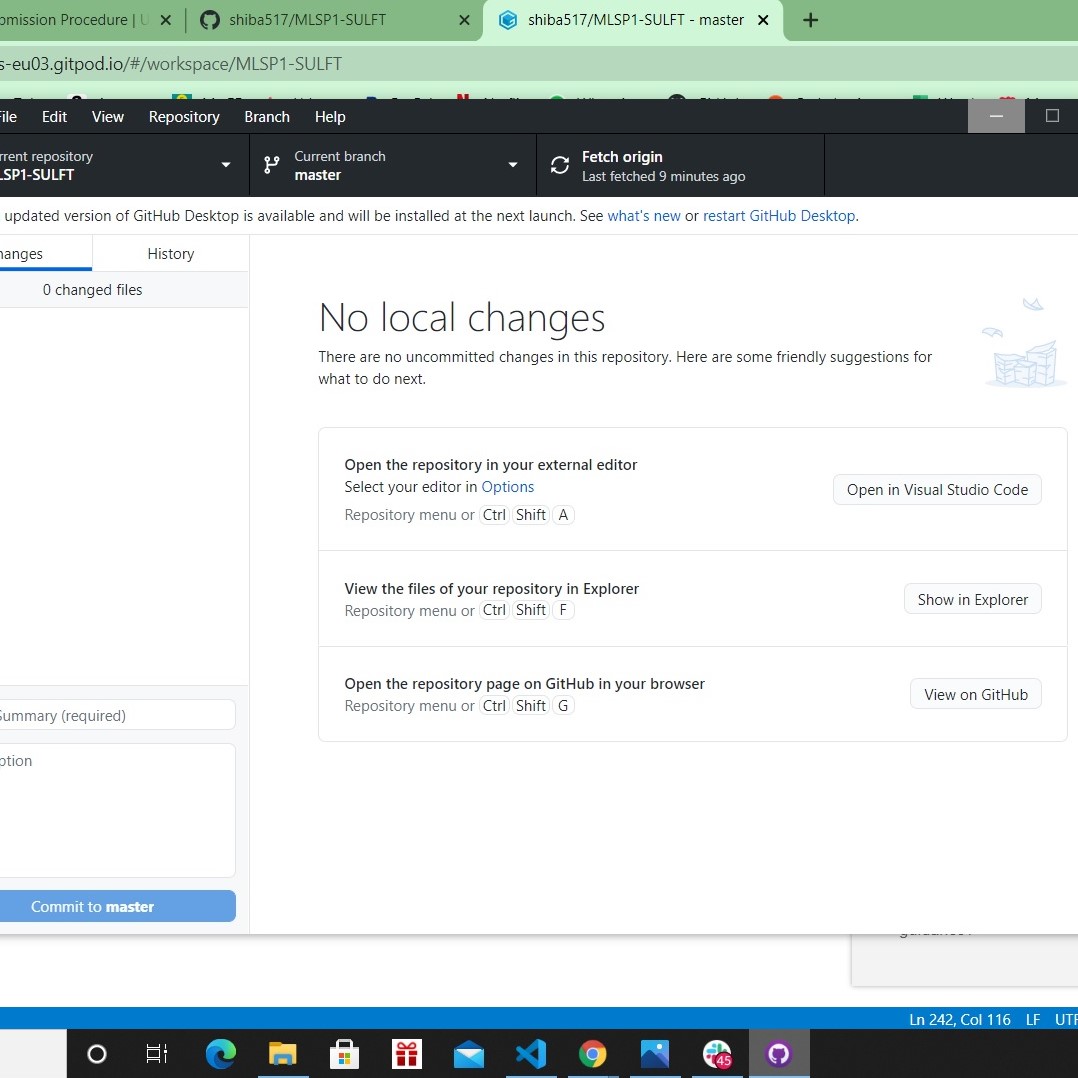 bmission Procedure | U
shiba517/MLSP1-SULFT
shiba517/MLSP1-SULFT - master
s-eu03.gitpod.io/#/workspace/MLSP1-SULFT
File Edit View Repository Branch Help
rrent repository
LSP1-SULFT
Current branch
master
Fetch origin
Last fetched 9 minutes ago
updated version of GitHub Desktop is available and will be installed at the next launch. See what's new or restart GitHub Desktop.
hanges
History
0 changed files
No local changes
There are no uncommitted changes in this repository. Here are some friendly suggestions for
what to do next.
Open the repository in your external editor
Select your editor in Options
Repository menu or Ctrl Shift A
Open in Visual Studio Code
View the files of your repository in Explorer
Repository menu or Ctrl Shift F
Show in Explorer
Open the repository page on GitHub in your browser
Repository menu or Ctrl Shift G
View on GitHub
Summary (required)
ption
Commit to master
Ln 242, Col 116 LF UTF
45